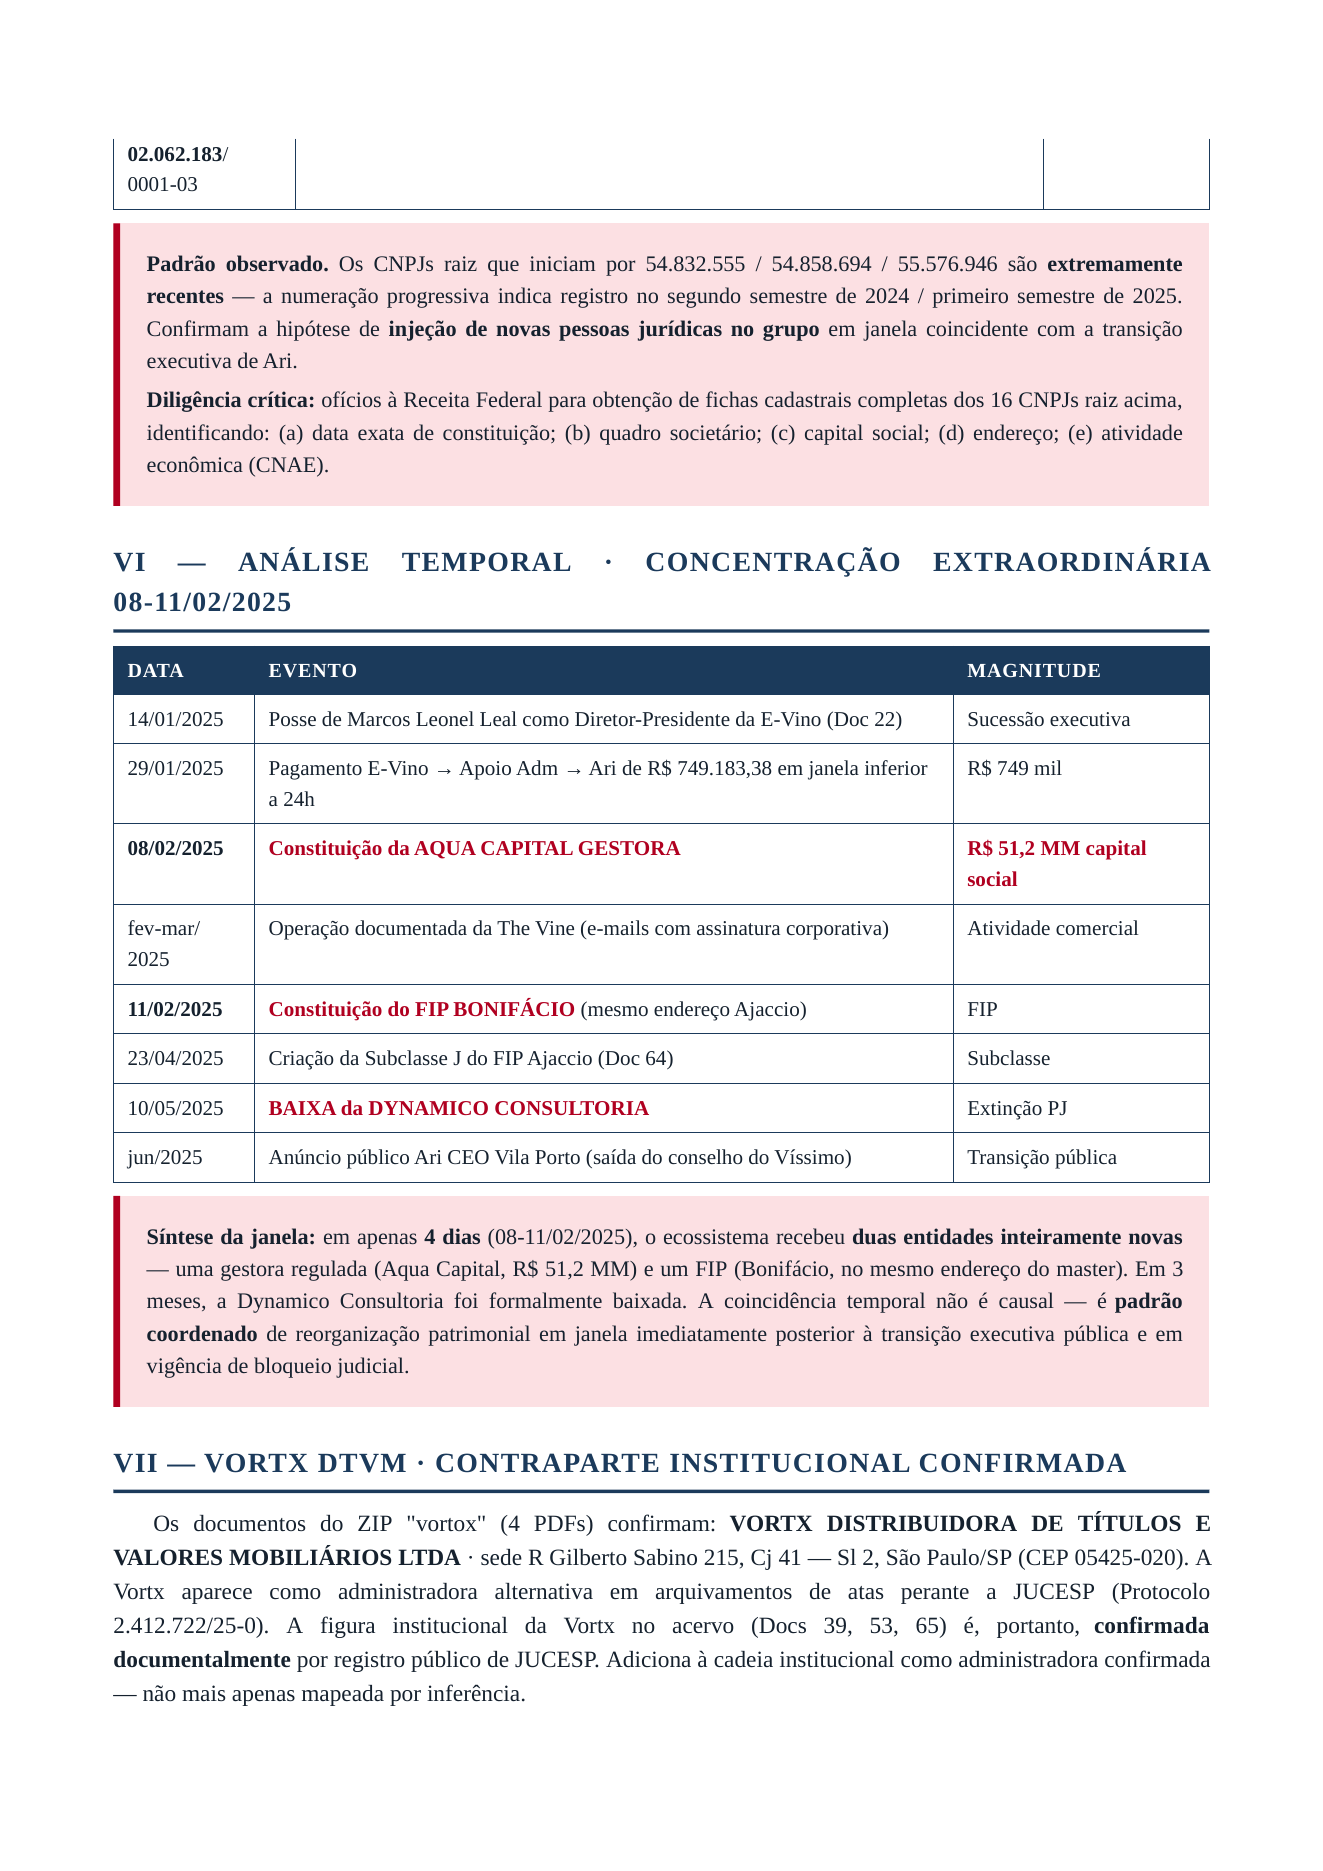 02.062.183/
0001-03
Padrão observado. Os CNPJs raiz que iniciam por 54.832.555 / 54.858.694 / 55.576.946 são extremamente
recentes — a numeração progressiva indica registro no segundo semestre de 2024 / primeiro semestre de 2025.
Confirmam a hipótese de injeção de novas pessoas jurídicas no grupo em janela coincidente com a transição
executiva de Ari.
Diligência crítica: ofícios à Receita Federal para obtenção de fichas cadastrais completas dos 16 CNPJs raiz acima,
identificando: (a) data exata de constituição; (b) quadro societário; (c) capital social; (d) endereço; (e) atividade
econômica (CNAE).
VI — ANÁLISE TEMPORAL · CONCENTRAÇÃO EXTRAORDINÁRIA
08-11/02/2025
DATA EVENTO MAGNITUDE
14/01/2025 Posse de Marcos Leonel Leal como Diretor-Presidente da E-Vino (Doc 22) Sucessão executiva
29/01/2025 Pagamento E-Vino → Apoio Adm → Ari de R$ 749.183,38 em janela inferior R$ 749 mil
a 24h
08/02/2025 Constituição da AQUA CAPITAL GESTORA R$ 51,2 MM capital
social
fev-mar/ Operação documentada da The Vine (e-mails com assinatura corporativa) Atividade comercial
2025
11/02/2025 Constituição do FIP BONIFÁCIO (mesmo endereço Ajaccio) FIP
23/04/2025 Criação da Subclasse J do FIP Ajaccio (Doc 64) Subclasse
10/05/2025 BAIXA da DYNAMICO CONSULTORIA Extinção PJ
jun/2025 Anúncio público Ari CEO Vila Porto (saída do conselho do Víssimo) Transição pública
Síntese da janela: em apenas 4 dias (08-11/02/2025), o ecossistema recebeu duas entidades inteiramente novas
— uma gestora regulada (Aqua Capital, R$ 51,2 MM) e um FIP (Bonifácio, no mesmo endereço do master). Em 3
meses, a Dynamico Consultoria foi formalmente baixada. A coincidência temporal não é causal — é padrão
coordenado de reorganização patrimonial em janela imediatamente posterior à transição executiva pública e em
vigência de bloqueio judicial.
VII — VORTX DTVM · CONTRAPARTE INSTITUCIONAL CONFIRMADA
Os documentos do ZIP "vortox" (4 PDFs) confirmam: VORTX DISTRIBUIDORA DE TÍTULOS E
VALORES MOBILIÁRIOS LTDA · sede R Gilberto Sabino 215, Cj 41 — Sl 2, São Paulo/SP (CEP 05425-020). A
Vortx aparece como administradora alternativa em arquivamentos de atas perante a JUCESP (Protocolo
2.412.722/25-0). A figura institucional da Vortx no acervo (Docs 39, 53, 65) é, portanto, confirmada
documentalmente por registro público de JUCESP. Adiciona à cadeia institucional como administradora confirmada
— não mais apenas mapeada por inferência.